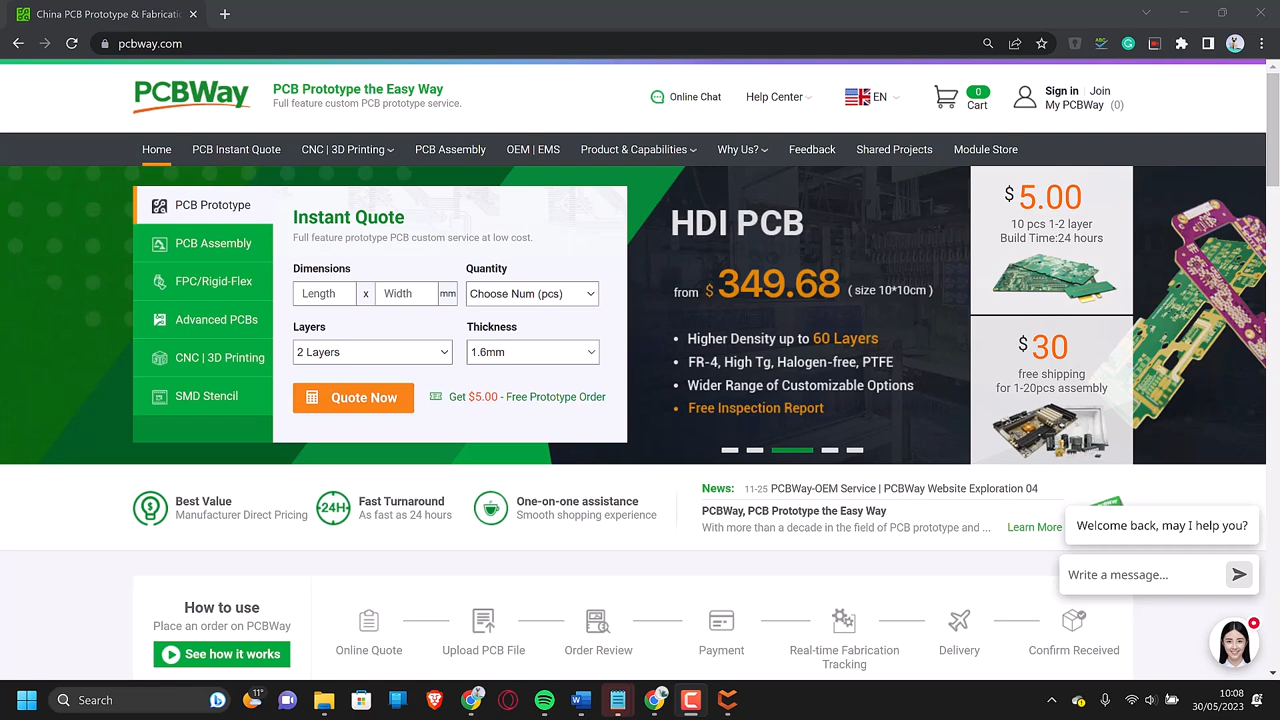 China PCB Prototype & Fabricatio
pcbway.com
PCBWay
PCB Prototype the Easy Way
Full feature custom PCB prototype service.
Online Chat
Help Center
EN
0
Cart
Sign in
Join
My PCBWay (0)
Home
PCB Instant Quote
CNC | 3D Printing
PCB Assembly
OEM | EMS
Product & Capabilities
Why Us?
Feedback
Shared Projects
Module Store
PCB Prototype
PCB Assembly
FPC/Rigid-Flex
Advanced PCBs
CNC | 3D Printing
SMD Stencil
Instant Quote
Full feature prototype PCB custom service at low cost.
Dimensions
Quantity
Length x Width mm
Choose Num (pcs)
Layers
Thickness
2 Layers
1.6mm
Quote Now
Get $5.00 - Free Prototype Order
HDI PCB
from $ 349.68 ( size 10*10cm )
• Higher Density up to 60 Layers
• FR-4, High Tg, Halogen-free, PTFE
• Wider Range of Customizable Options
• Free Inspection Report
$ 5.00
10 pcs 1-2 layer
Build Time:24 hours
$ 30
free shipping
for 1-20pcs assembly
Best Value
Manufacturer Direct Pricing
24H
Fast Turnaround
As fast as 24 hours
One-on-one assistance
Smooth shopping experience
News: 11-25 PCBWay-OEM Service | PCBWay Website Exploration 04
PCBWay, PCB Prototype the Easy Way
With more than a decade in the field of PCB prototype and ...
Learn More
Welcome back, may I help you?
Write a message...
How to use
Place an order on PCBWay
See how it works
Online Quote
Upload PCB File
Order Review
Payment
Real-time Fabrication
Tracking
Delivery
Confirm Received
Search
11°
10:08
30/05/2023